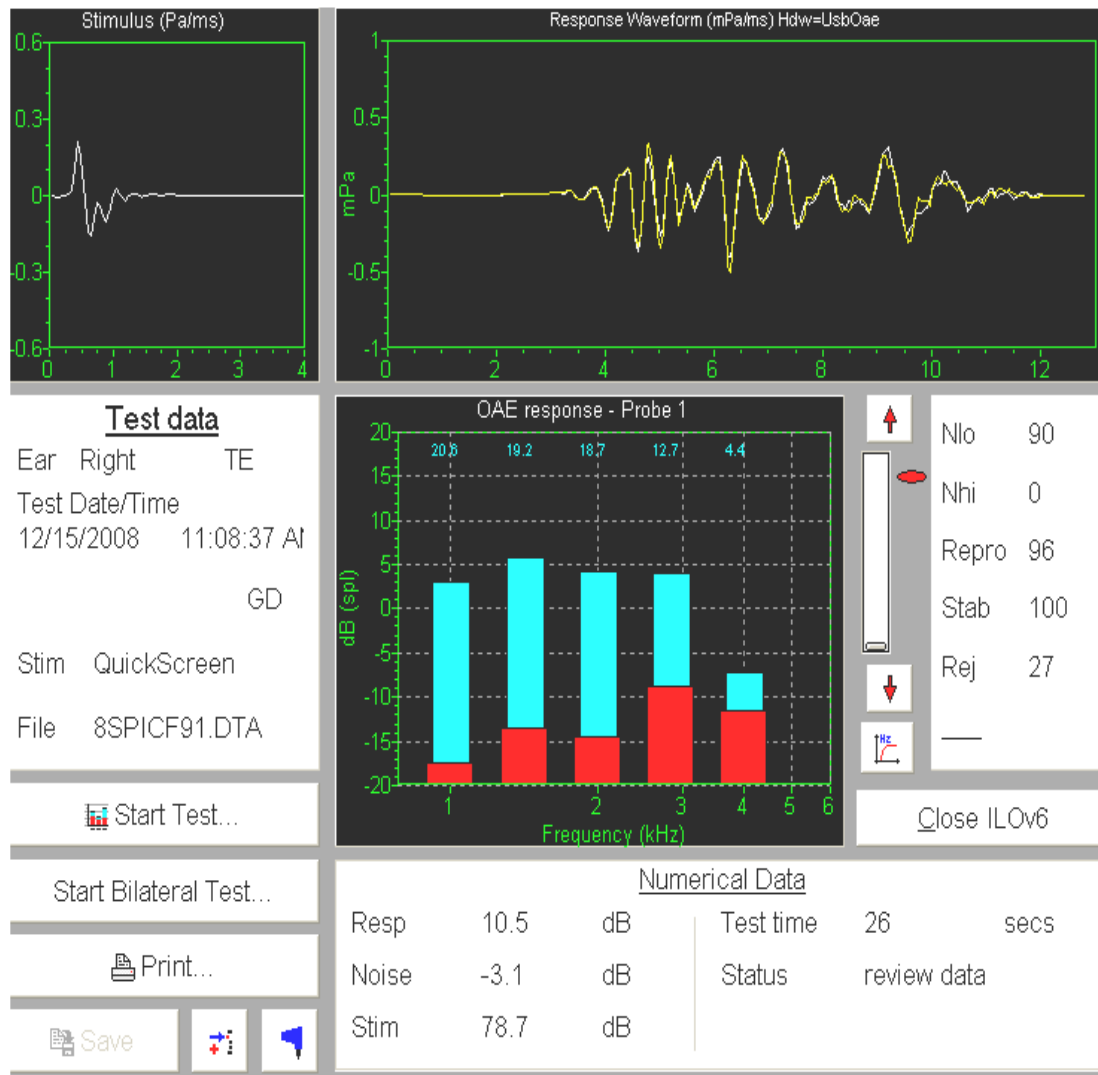 Stimulus (Pa/ms)
0.6
0.3
0
-0.3
-0.6
0 1 2 3 4
Response Waveform (mPa/ms) Hdw=UsbOae
1
0.5
0
-0.5
-1
mPa
0 2 4 6 8 10 12
Test data
Ear Right TE
Test Date/Time
12/15/2008 11:08:37 AM
GD
Stim QuickScreen
File 8SPICF91.DTA
OAE response - Probe 1
20.8 19.2 18.7 12.7 4.4
20
15
10
5
0
-5
-10
-15
-20
dB (spl)
1 2 3 4 5 6
Frequency (kHz)
Hz
Nlo 90
Nhi 0
Repro 96
Stab 100
Rej 27
Start Test...
Start Bilateral Test...
Print...
Save
Close ILOv6
Numerical Data
Resp 10.5 dB
Noise -3.1 dB
Stim 78.7 dB
Test time 26 secs
Status review data